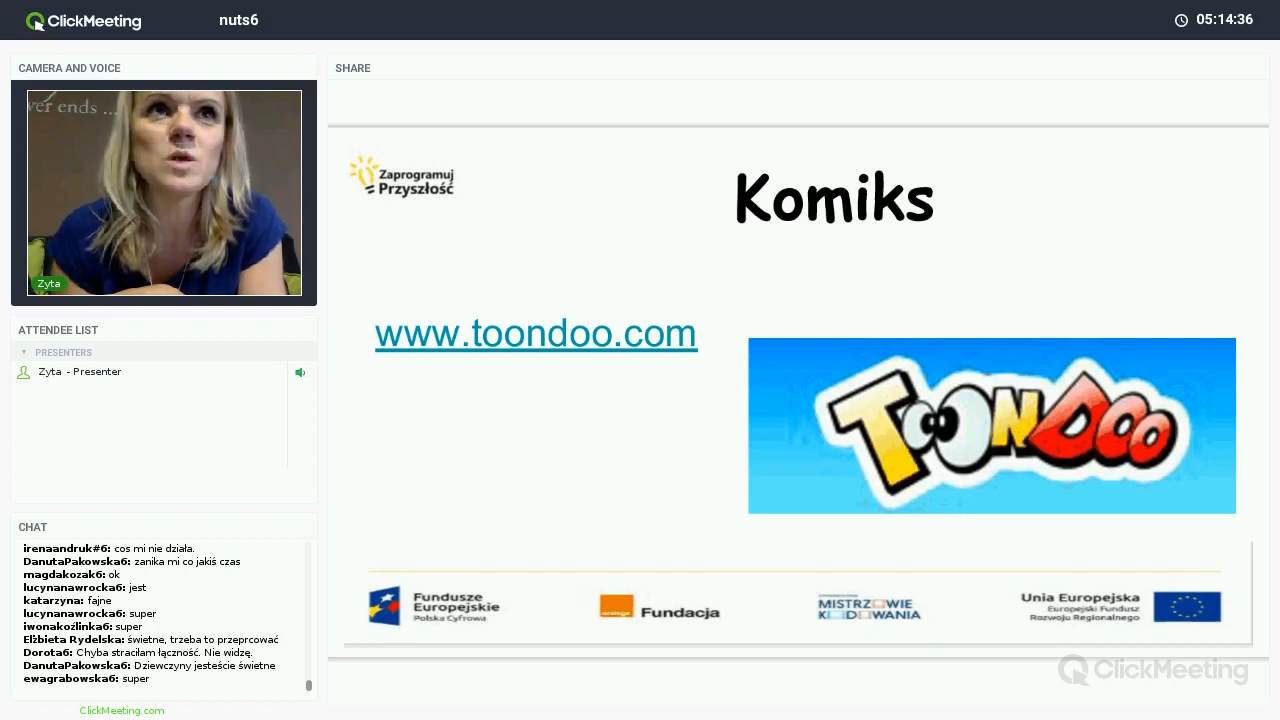 ClickMeeting
nuts6
05:14:36
CAMERA AND VOICE
ver ends ...
Zyta
ATTENDEE LIST
PRESENTERS
Zyta - Presenter
CHAT
irenaandruk#6: cos mi nie działa.
DanutaPakowska6: zanika mi co jakiś czas
magdakozak6: ok
lucynanawrocka6: jest
katarzyna: fajne
lucynanawrocka6: super
iwonakoźlinka6: super
Elżbieta Rydelska: świetne, trzeba to przeprcować
Dorota6: Chyba straciłam łączność. Nie widzę.
DanutaPakowska6: Dziewczyny jesteście świetne
ewagrabowska6: super
ClickMeeting.com
SHARE
Zaprogramuj
Przyszłość
Komiks
www.toondoo.com
TOONDOO
Fundusze
Europejskie
Polska Cyfrowa
orange
Fundacja
MISTRZOWIE
KODOWANIA
Unia Europejska
Europejski Fundusz
Rozwoju Regionalnego
ClickMeeting